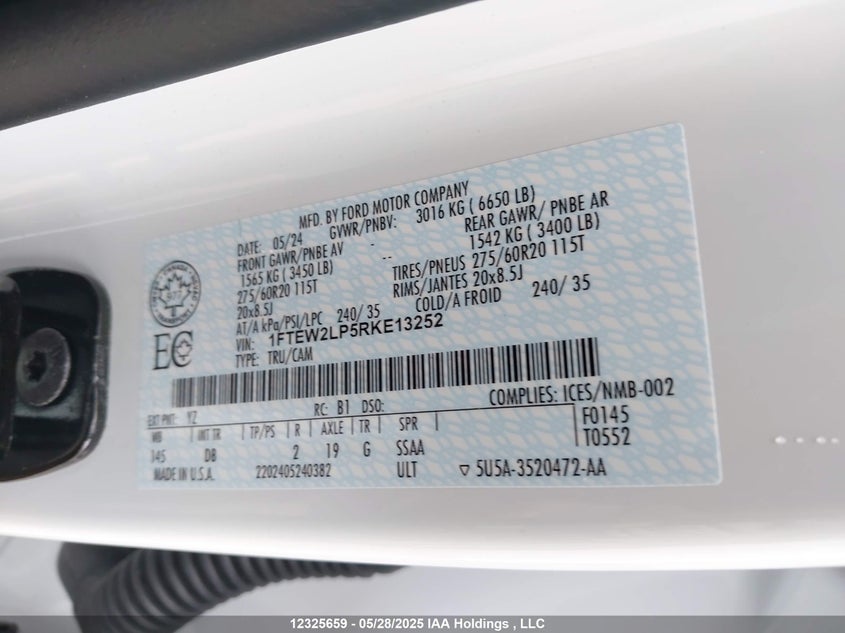 MFD. BY FORD MOTOR COMPANY
DATE: 05/24 GVWR/PNBV: 3016 KG ( 6650 LB)
FRONT GAWR/PNBE AV - REAR GAWR/ PNBE AR
1565 KG ( 3450 LB) -- 1542 KG ( 3400 LB)
275/60R20 115T TIRES/PNEUS 275/60R20 115T
20x8.5J RIMS/JANTES 20x8.5J
AT/A kPa/PSI/LPC 240/ 35 COLD/A FROID 240/ 35
VIN: 1FTEW2LP5RKE13252
TYPE: TRU/CAM
EC
COMPLIES: ICES/NMB-002
EXT PNT: YZ RC: B1 DSO: F0145
WB INT TR TP/PS R AXLE TR SPR T0552
145 DB 2 19 G SSAA
MADE IN U.S.A. 2202405240382 ULT ▽ 5U5A-3520472-AA
12325659 - 05/28/2025 IAA Holdings , LLC